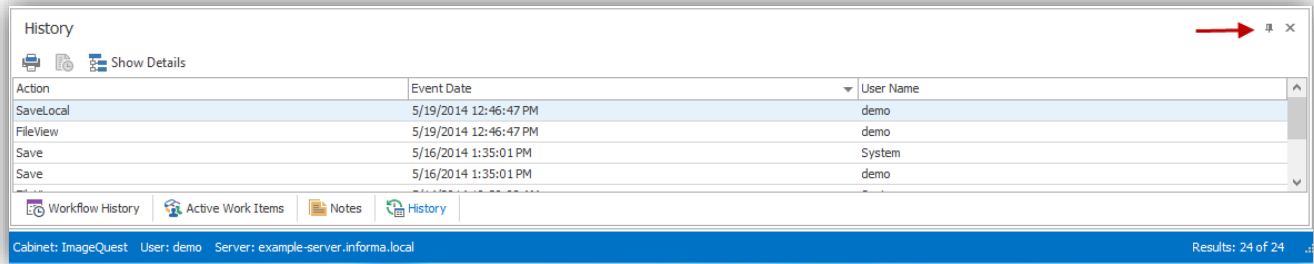 History
Show Details
Action Event Date User Name
SaveLocal 5/19/2014 12:46:47 PM demo
FileView 5/19/2014 12:46:47 PM demo
Save 5/16/2014 1:35:01 PM System
Save 5/16/2014 1:35:01 PM demo
Workflow History Active Work Items Notes History
Cabinet: ImageQuest User: demo Server: example-server.informa.local Results: 24 of 24